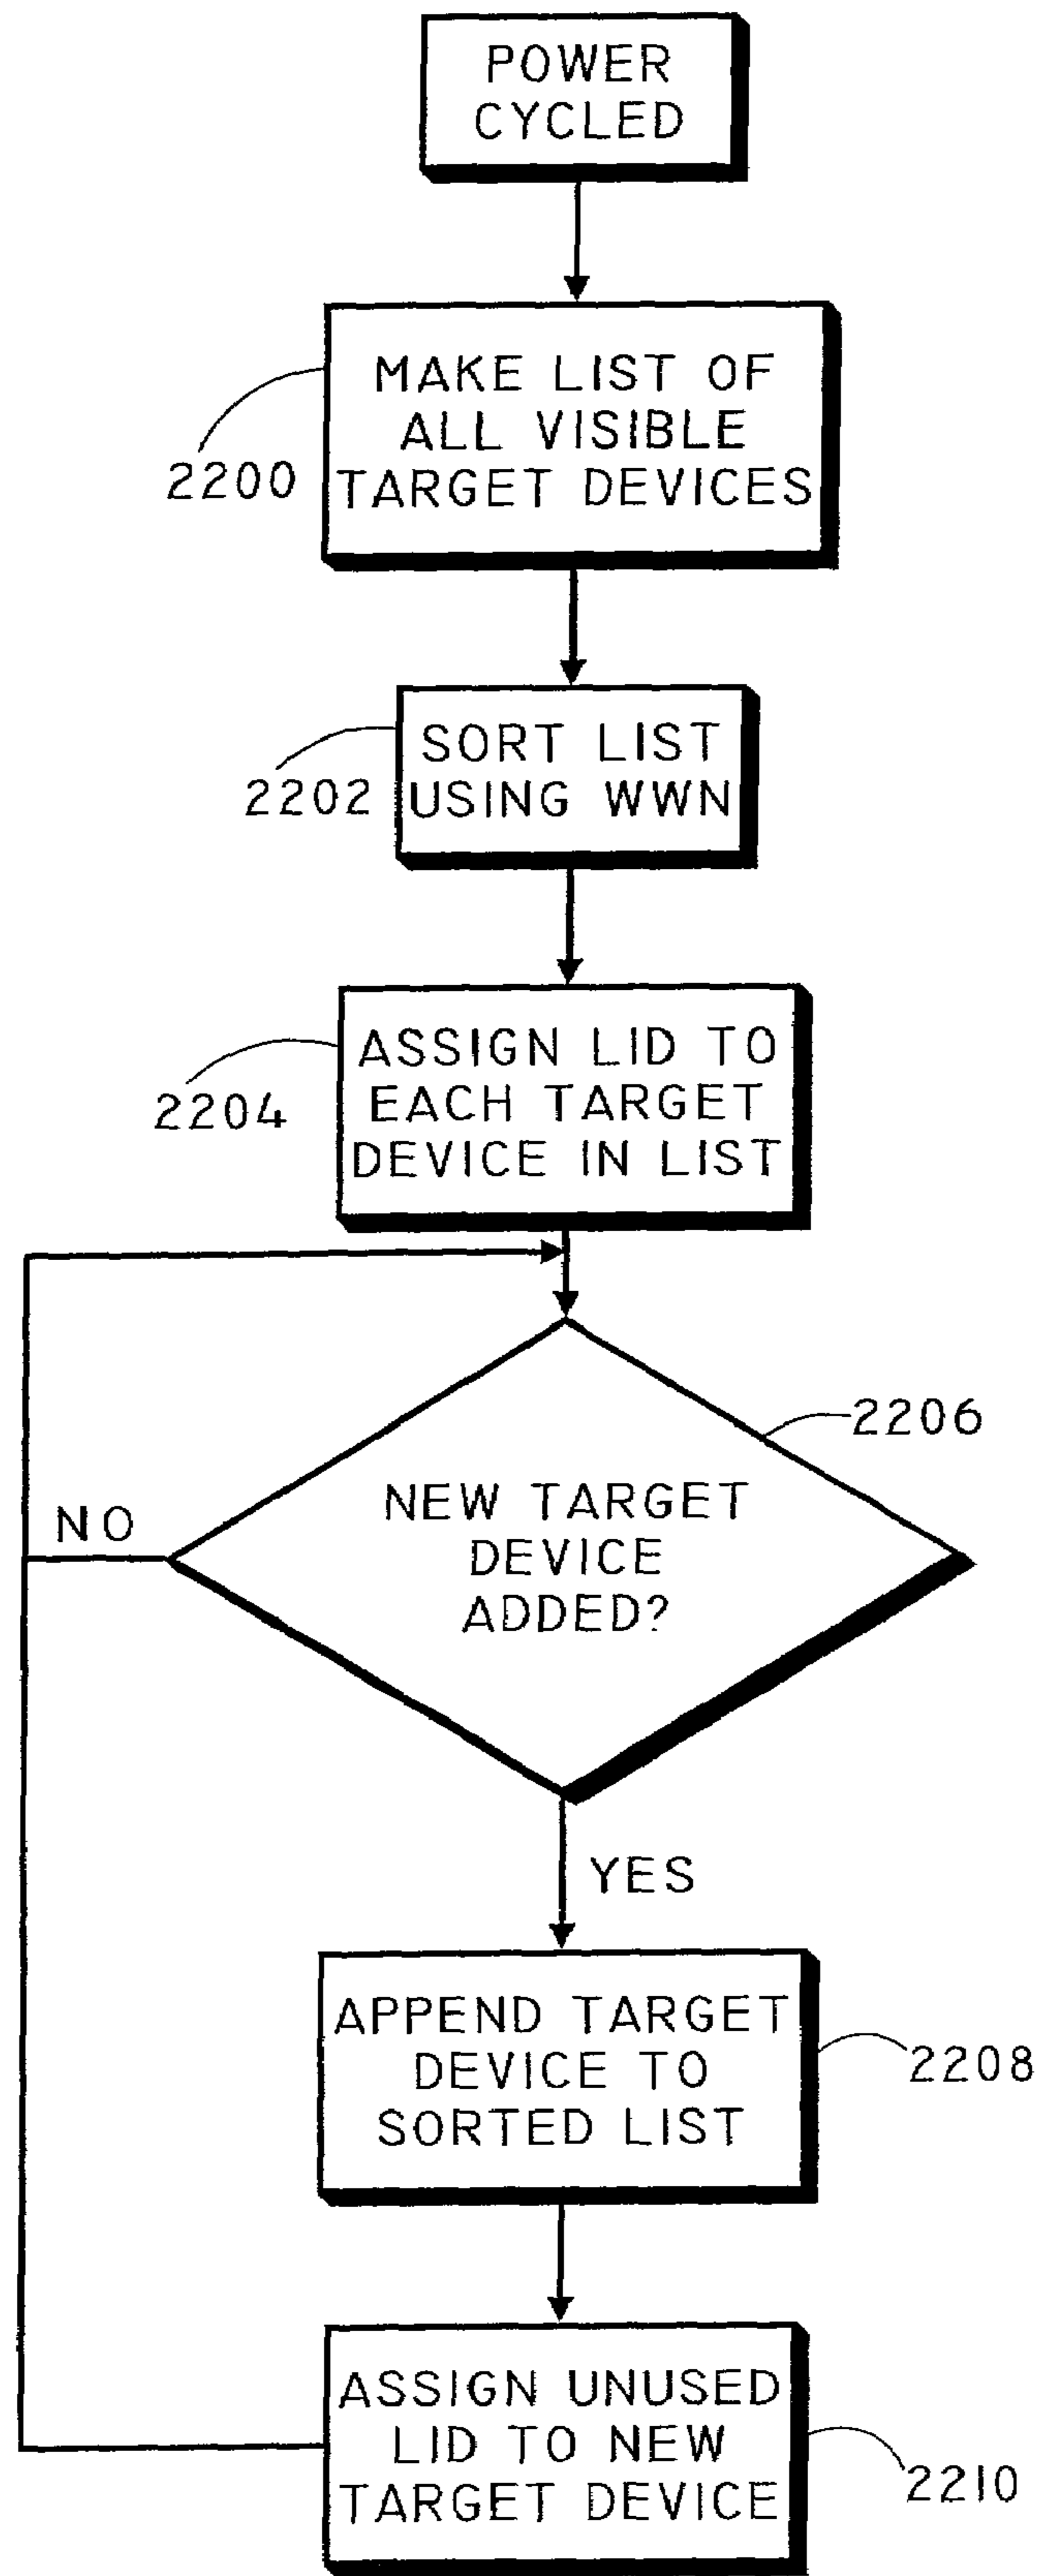 POWER
CYCLED
MAKE LIST OF
ALL VISIBLE
TARGET DEVICES
2200
SORT LIST
USING WWN
2202
ASSIGN LID TO
EACH TARGET
DEVICE IN LIST
2204
2206
NEW TARGET
DEVICE
ADDED?
NO
YES
APPEND TARGET
DEVICE TO
SORTED LIST
2208
ASSIGN UNUSED
LID TO NEW
TARGET DEVICE
2210